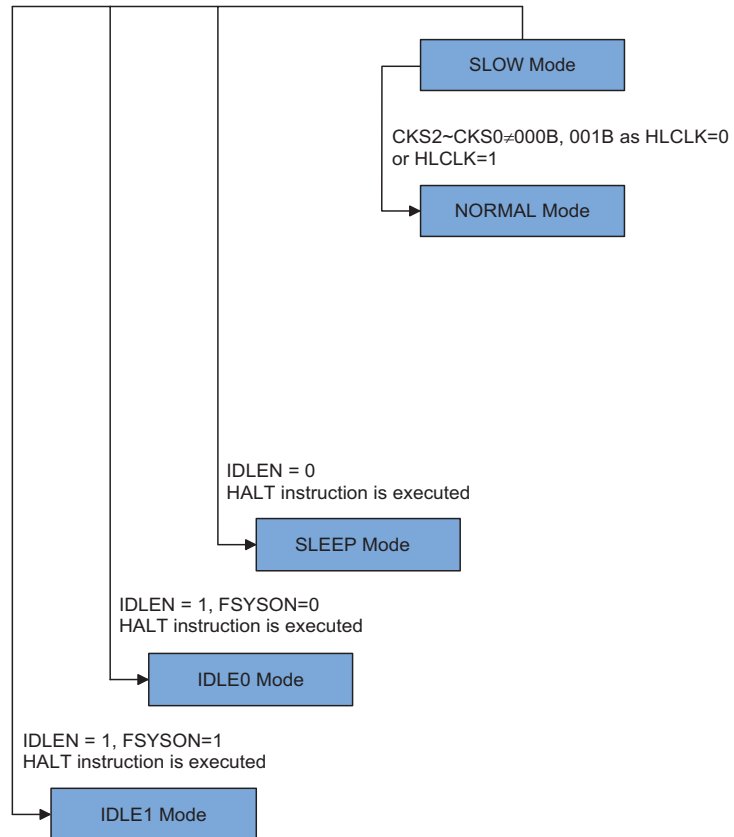 SLOW Mode
CKS2~CKS0≠000B, 001B as HLCLK=0
or HLCLK=1
NORMAL Mode
IDLEN = 0
HALT instruction is executed
SLEEP Mode
IDLEN = 1, FSYSON=0
HALT instruction is executed
IDLE0 Mode
IDLEN = 1, FSYSON=1
HALT instruction is executed
IDLE1 Mode